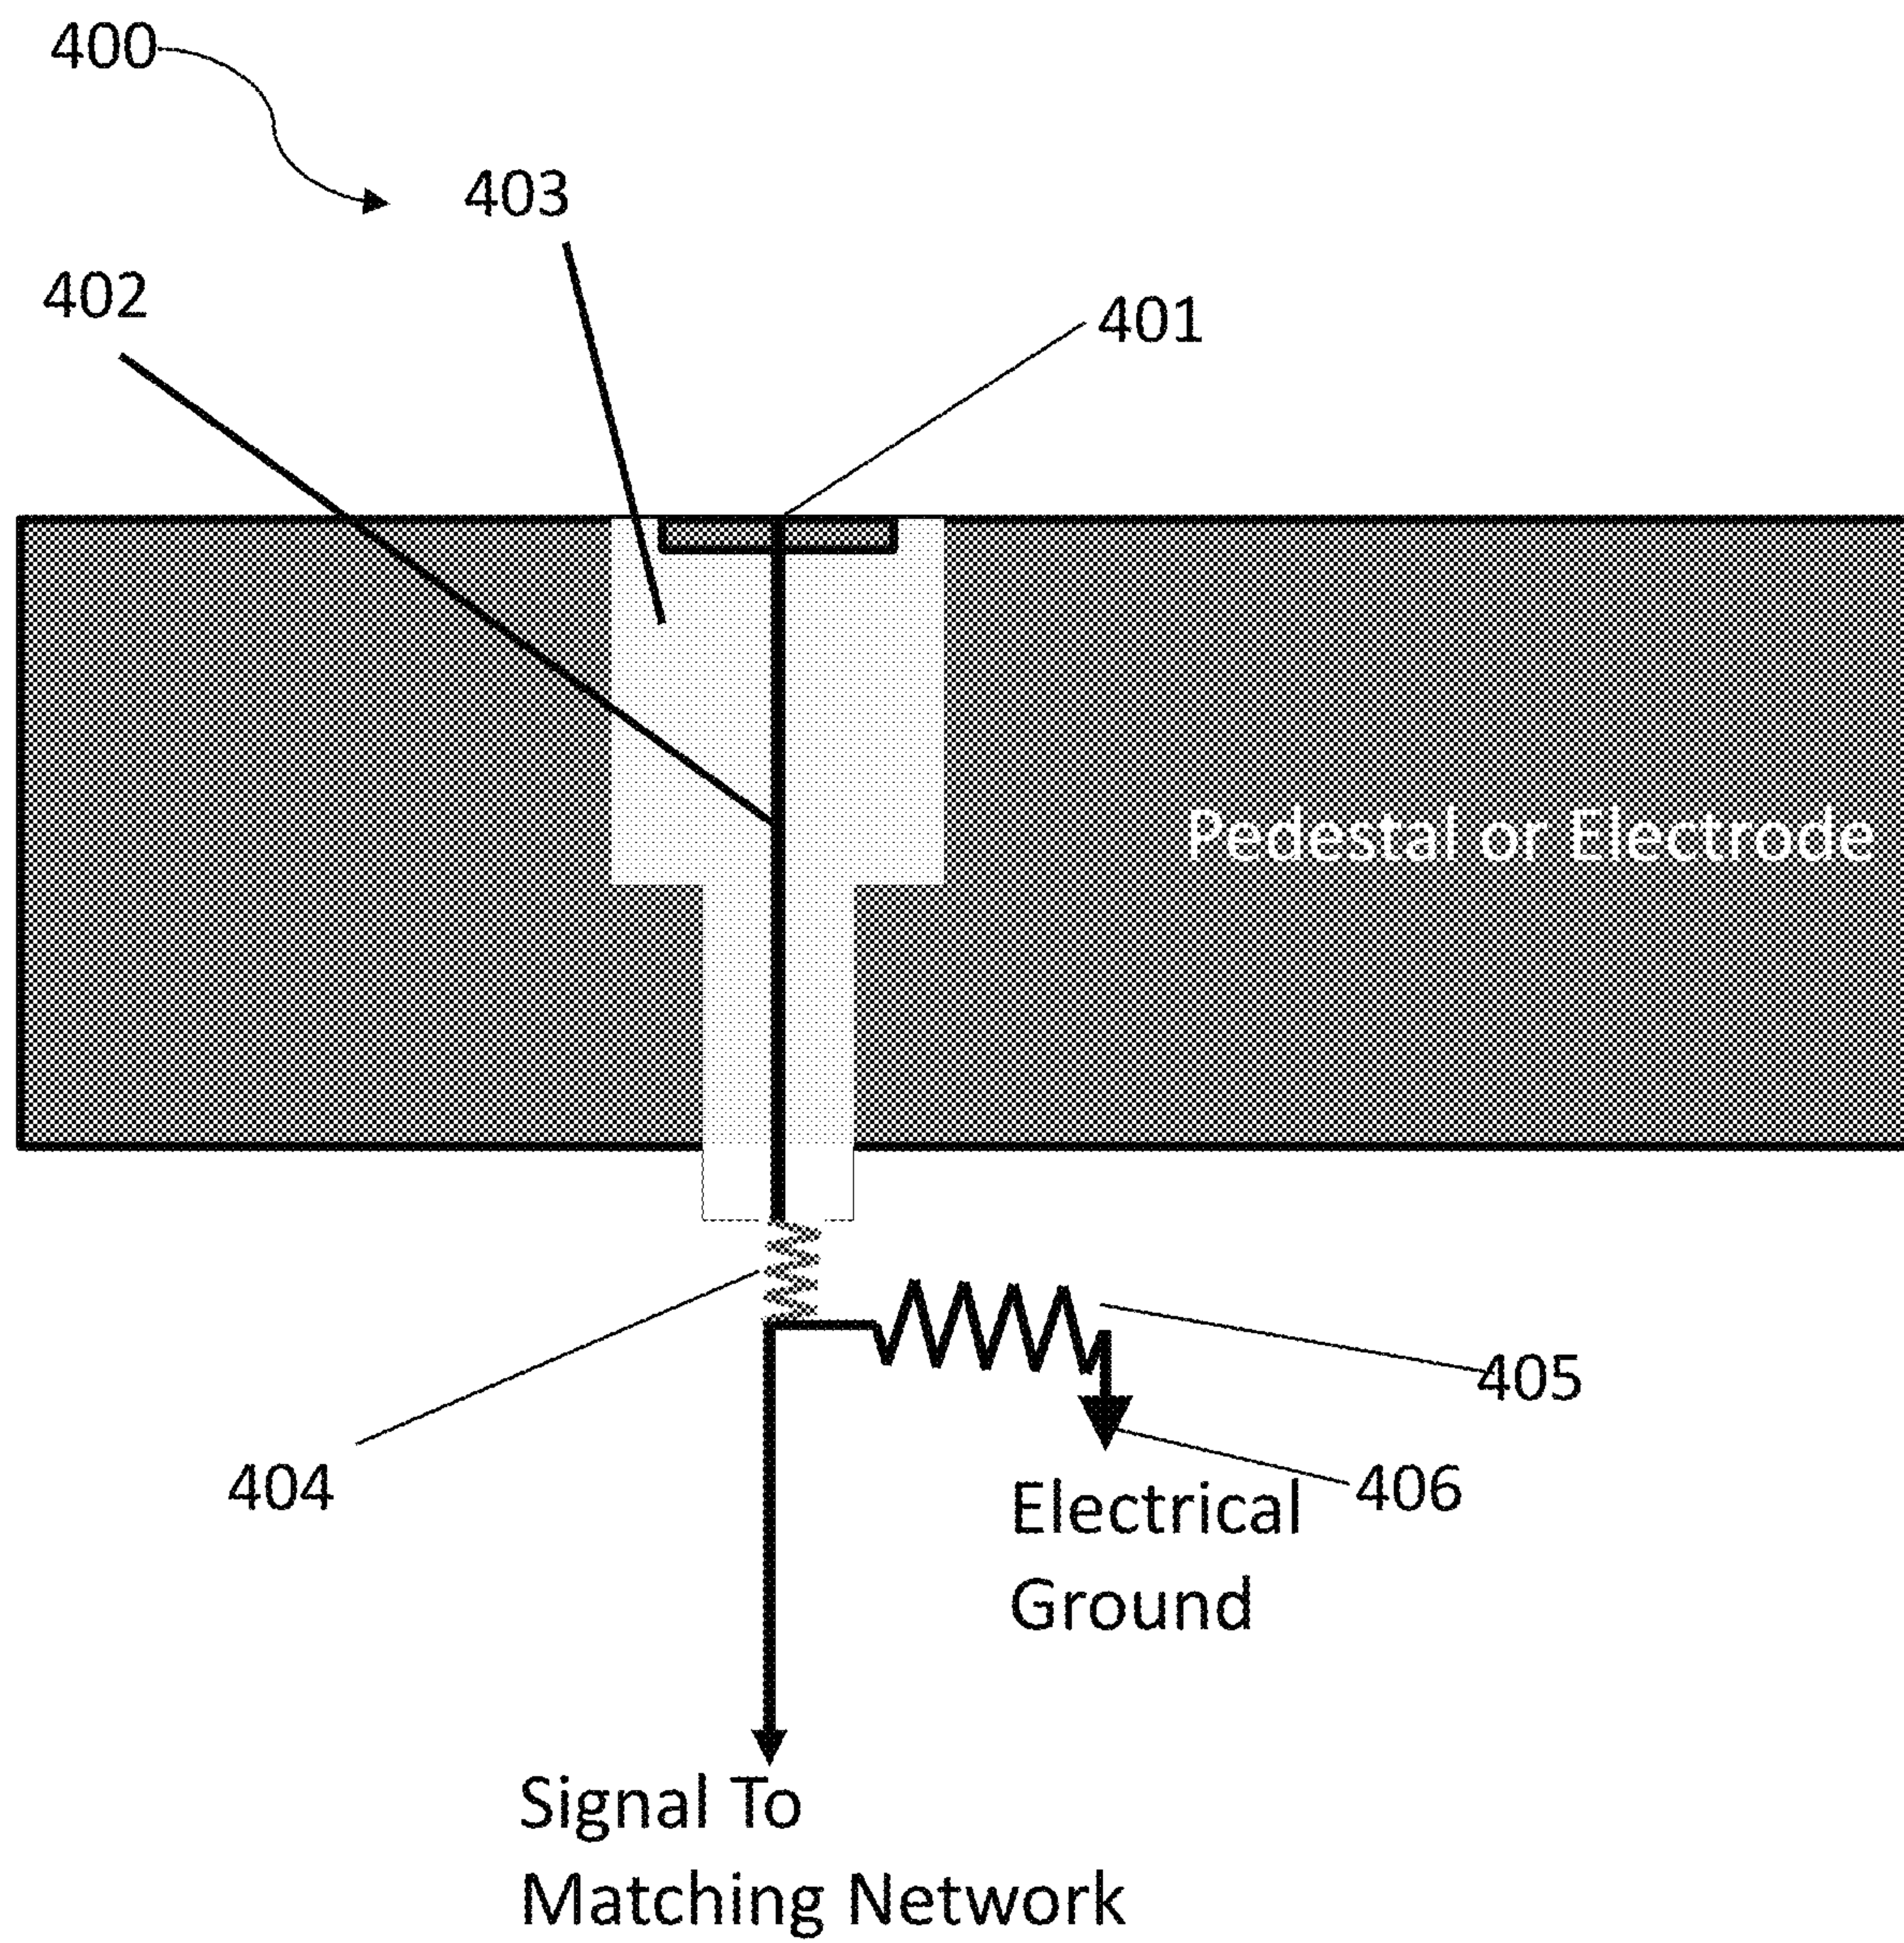 400
403
402
401
Pedestal or Electrode
405
404
406
Electrical
Ground
Signal To
Matching Network